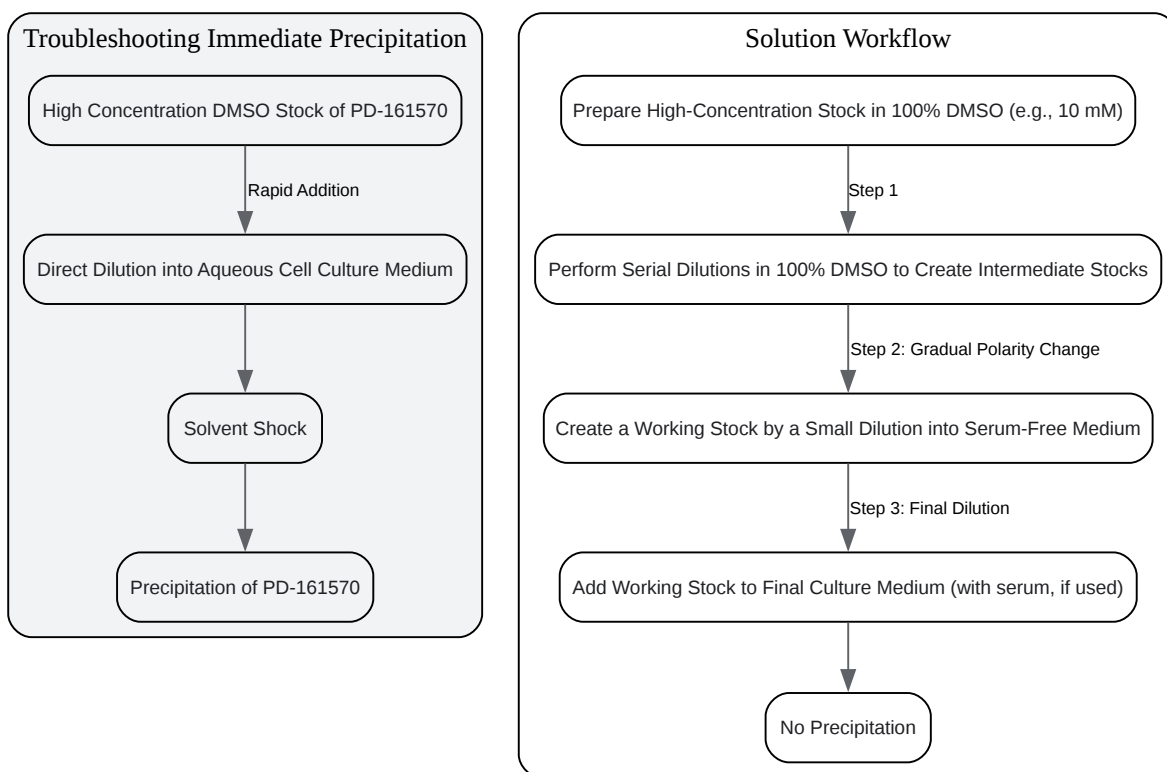 Troubleshooting Immediate Precipitation
High Concentration DMSO Stock of PD-161570
Rapid Addition
Direct Dilution into Aqueous Cell Culture Medium
Solvent Shock
Precipitation of PD-161570
Solution Workflow
Prepare High-Concentration Stock in 100% DMSO (e.g., 10 mM)
Step 1
Perform Serial Dilutions in 100% DMSO to Create Intermediate Stocks
Step 2: Gradual Polarity Change
Create a Working Stock by a Small Dilution into Serum-Free Medium
Step 3: Final Dilution
Add Working Stock to Final Culture Medium (with serum, if used)
No Precipitation